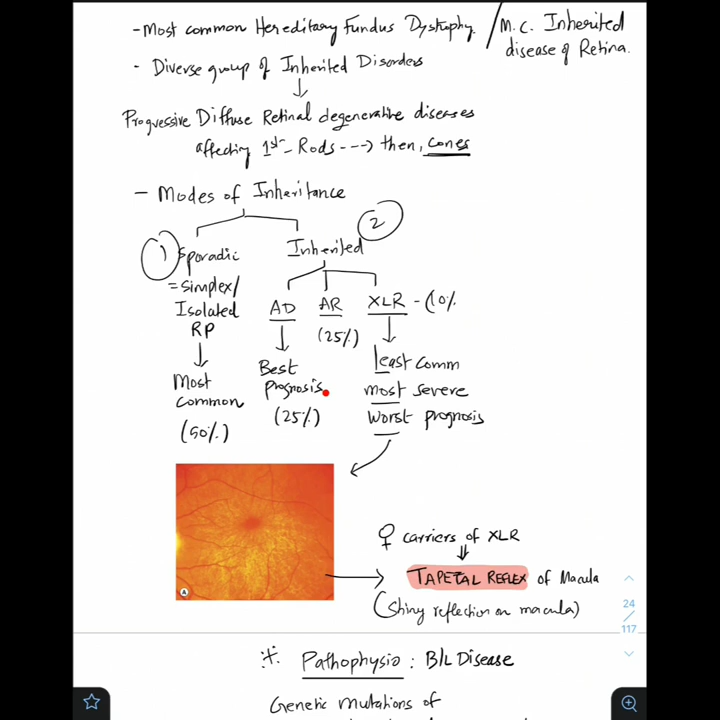 - Most common Hereditary Fundus Dystrophy. / M.C. Inherited
disease of Retina.
- Diverse group of Inherited Disorders
Progressive Diffuse Retinal degenerative diseases
affecting 1st - Rods ---> then, cones
- Modes of Inheritance
1 Sporadic
= simplex/
Isolated
RP
Most
common
(50%)
Inherited 2
AD AR XLR - (10%
(25%)
Best
Prognosis.
(25%)
least comm
most severe
Worst prognosis
♀ carriers of XLR
TAPETAL REFLEX of Macula
(Shiny reflection on macula)
A
24
/
117
Pathophysio : B/L Disease
Genetic mutations of